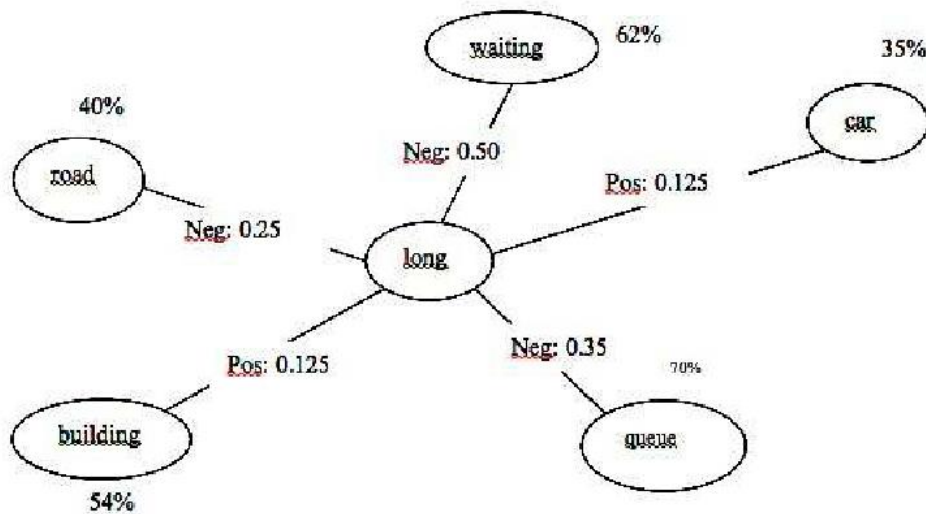 waiting
62%
35%
40%
car
road
Neg: 0.50
Pos: 0.125
Neg: 0.25
long
Neg: 0.35
Pos: 0.125
70%
building
queue
54%